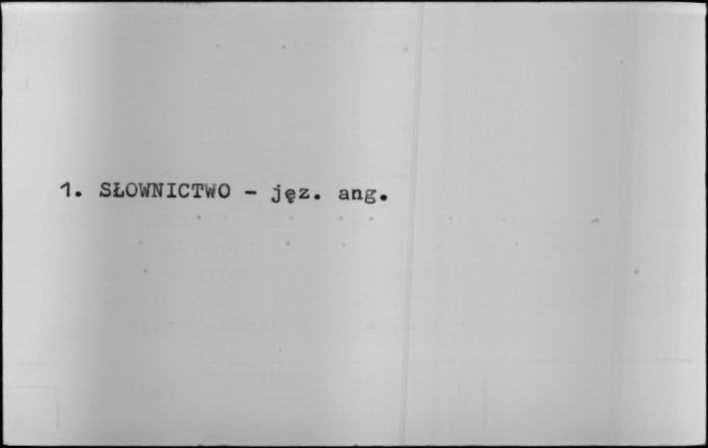 1. SŁOWNICTWO - jęz. ang.